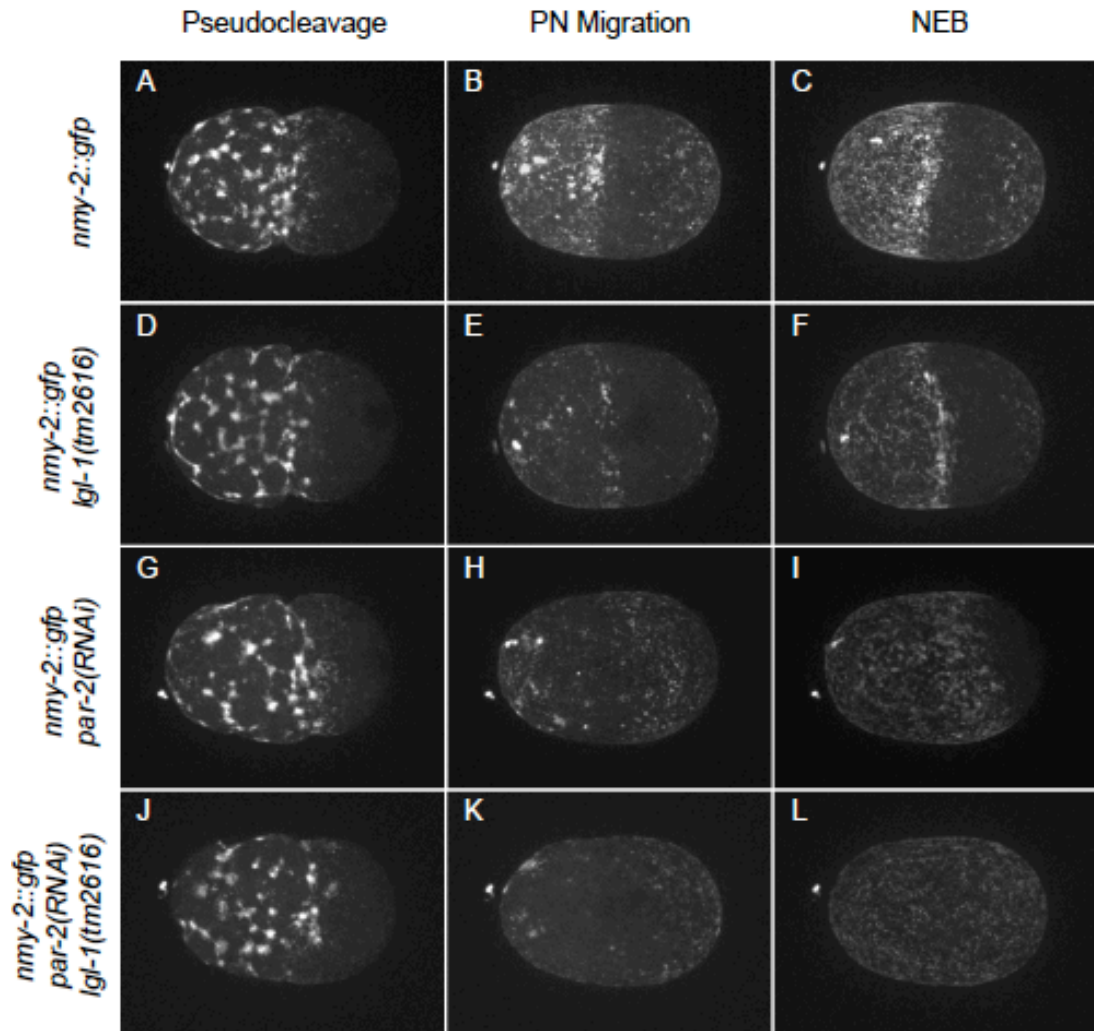 Pseudocleavage PN Migration NEB
A B C
nmy-2::gfp
D E F
nmy-2::gfp
lgl-1(tm2616)
G H I
nmy-2::gfp
par-2(RNAi)
J K L
nmy-2::gfp
par-2(RNAi)
lgl-1(tm2616)